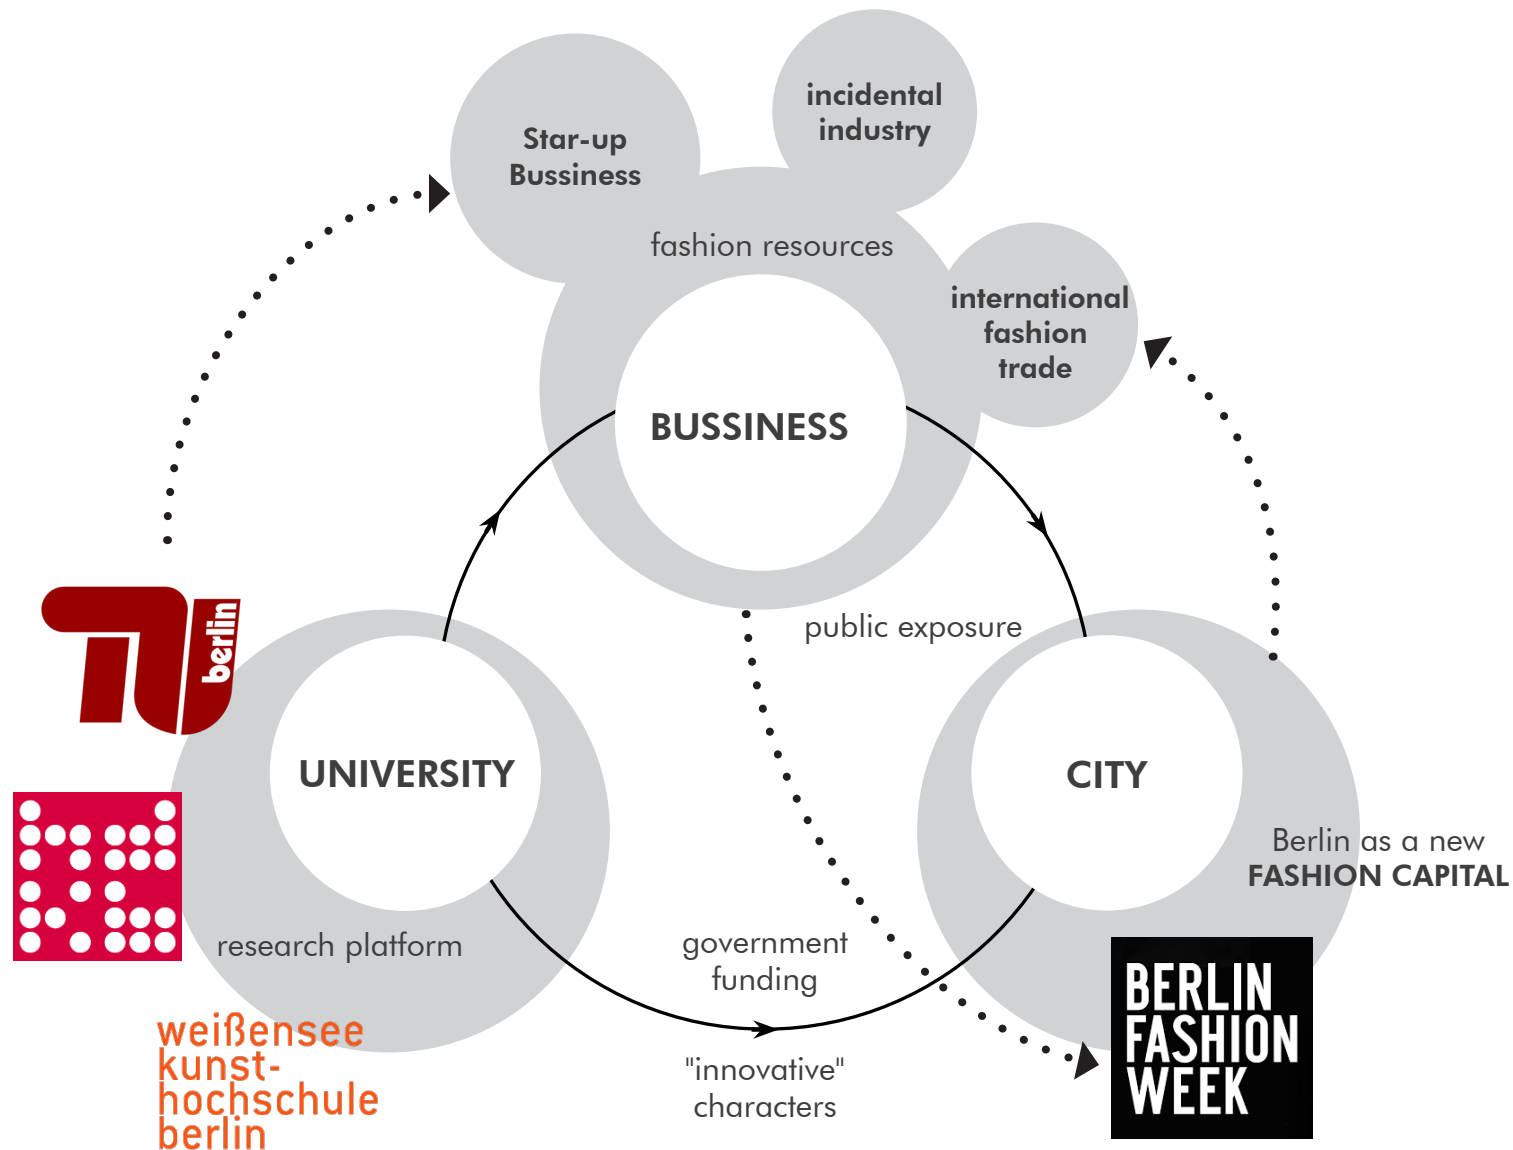 incidental
industry
Star-up
Bussiness
fashion resources
international
fashion
trade
BUSSINESS
public exposure
berlin
UNIVERSITY
CITY
Berlin as a new
FASHION CAPITAL
research platform
government
funding
BERLIN
FASHION
WEEK
weißensee
kunst-
hochschule
berlin
"innovative"
characters